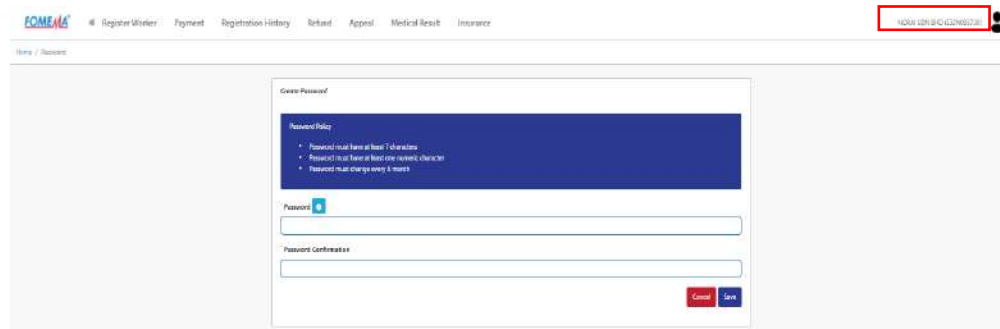 FOMEMA Register Worker Payment Registration History Refund Appeal Medical Result Insurance
Home / Password
Create Password
Password Policy
Password must have at least 7 characters
Password must have at least one numeric character
Password must change every 6 month
Password
Password Confirmation
Cancel Save